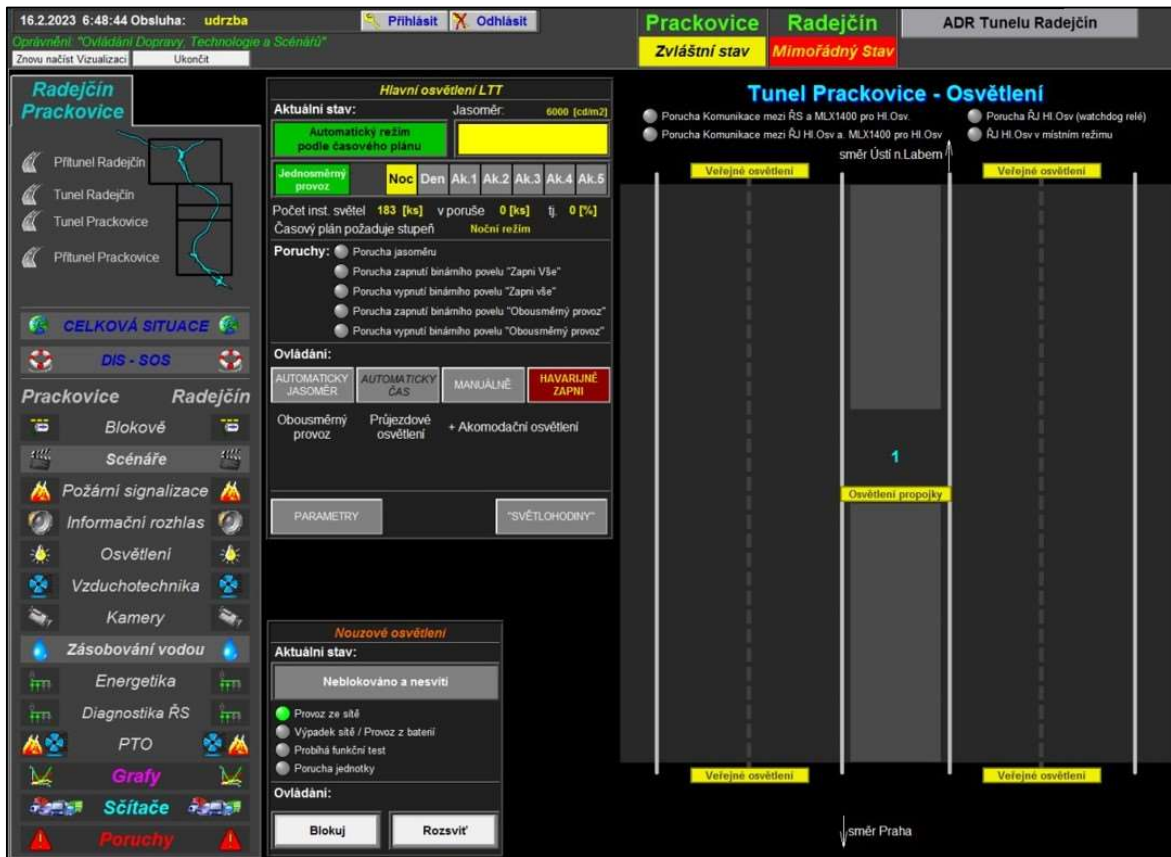 16.2.2023 6:48:44 Obsluha: udrzba
Přihlásit
Odhlásit
Oprávnění: "Ovládání Dopravy, Technologie a Scénářů"
Znovu načíst Vizualizaci
Ukončit
Prackovice
Radejčín
Zvláštní stav
Mimořádný Stav
ADR Tunelu Radejčín
Radejčín
Prackovice
Přítunel Radejčín
Tunel Radejčín
Tunel Prackovice
Přítunel Prackovice
CELKOVÁ SITUACE
DIS - SOS
Prackovice Radejčín
Blokově
Scénáře
Požární signalizace
Informační rozhlas
Osvětlení
Vzduchotechnika
Kamery
Zásobování vodou
Energetika
Diagnostika ŘS
PTO
Grafy
Sčítače
Poruchy
Hlavní osvětlení LTT
Aktuální stav:
Jasoměr: 6000 [cd/m2]
Automatický režim
podle časového plánu
Jednosměrný
provoz
Noc Den Ak.1 Ak.2 Ak.3 Ak.4 Ak.5
Počet inst. světel 183 [ks] v poruše 0 [ks] tj. 0 [%]
Časový plán požaduje stupeň Noční režim
Poruchy: Porucha jasoměru
Porucha zapnutí binárního povelu "Zapni Vše"
Porucha vypnutí binárního povelu "Zapni vše"
Porucha zapnutí binárního povelu "Obousměrný provoz"
Porucha vypnutí binárního povelu "Obousměrný provoz"
Ovládání:
AUTOMATICKY
JASOMĚR
AUTOMATICKY
ČAS
MANUÁLNĚ
HAVARIJNĚ
ZAPNI
Obousměrný
provoz
Průjezdové
osvětlení
+ Akomodační osvětlení
PARAMETRY
"SVĚTLOHODINY"
Nouzové osvětlení
Aktuální stav:
Neblokováno a nesvítí
Provoz ze sítě
Výpadek sítě / Provoz z baterií
Probíhá funkční test
Porucha jednotky
Ovládání:
Blokuj
Rozsviť
Tunel Prackovice - Osvětlení
Porucha Komunikace mezi ŘS a MLX1400 pro Hl.Osv.
Porucha ŘJ Hl.Osv (watchdog relé)
Porucha Komunikace mezi ŘJ Hl.Osv a. MLX1400 pro Hl.Osv
ŘJ Hl.Osv v místním režimu
směr Ústí n.Labem
Veřejné osvětlení
Veřejné osvětlení
1
Osvětlení propojky
Veřejné osvětlení
Veřejné osvětlení
směr Praha